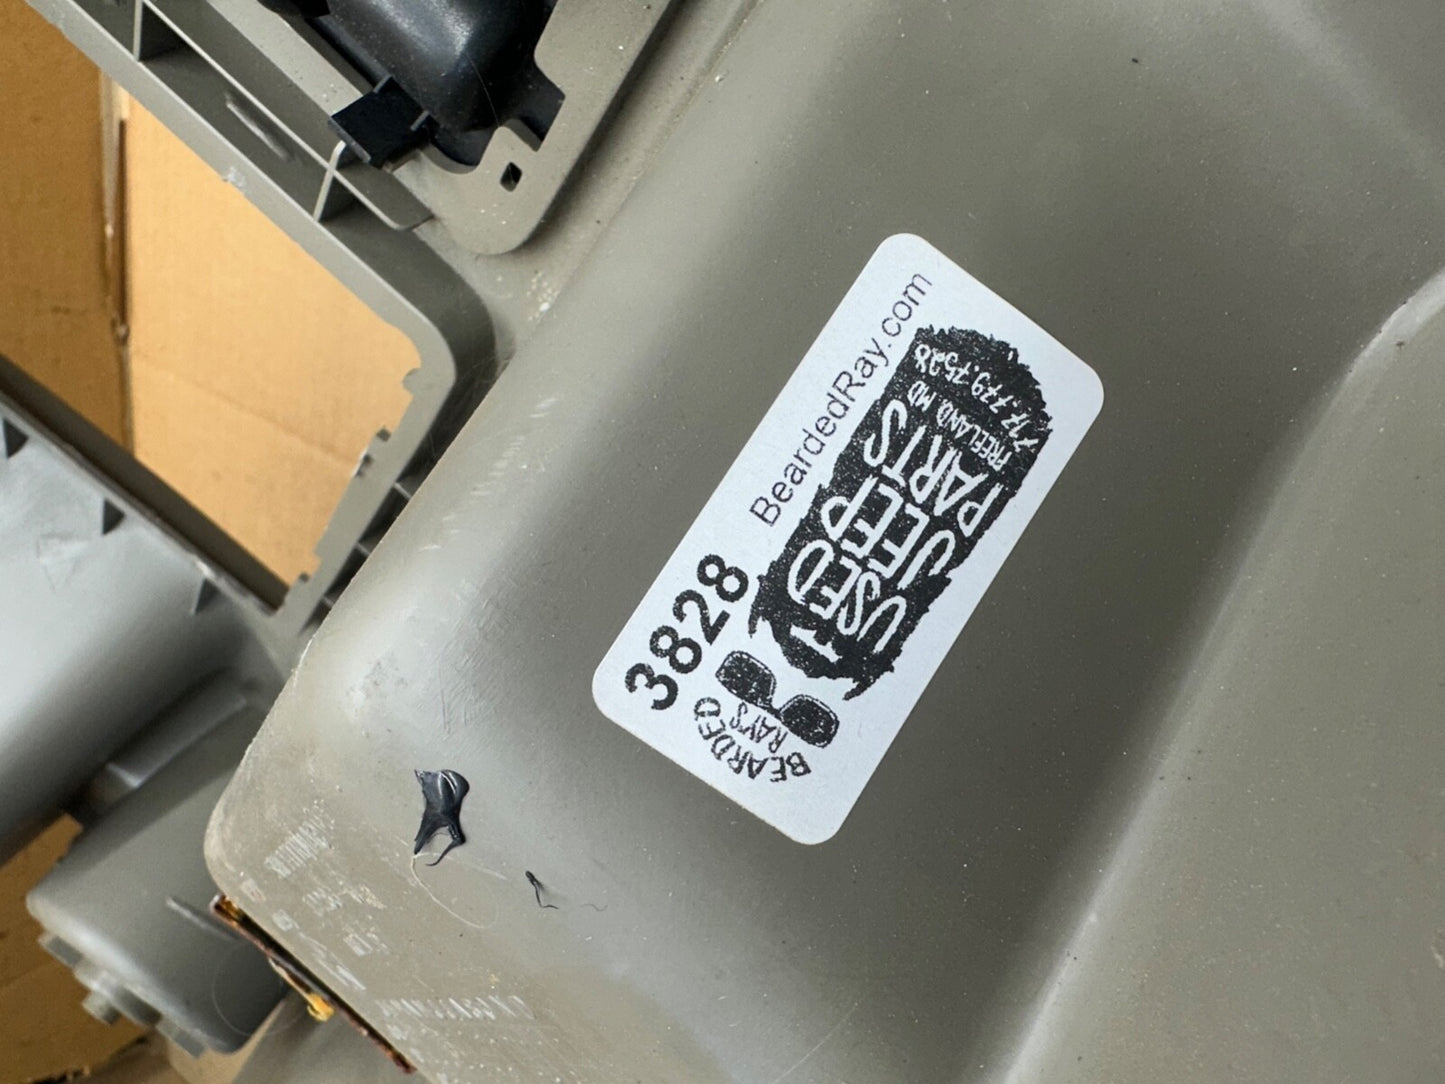 BeardedRay.com
3828
BEARDED
RAY'S
USED
JEEP
PARTS
FREELAND, MD
717.779.7528